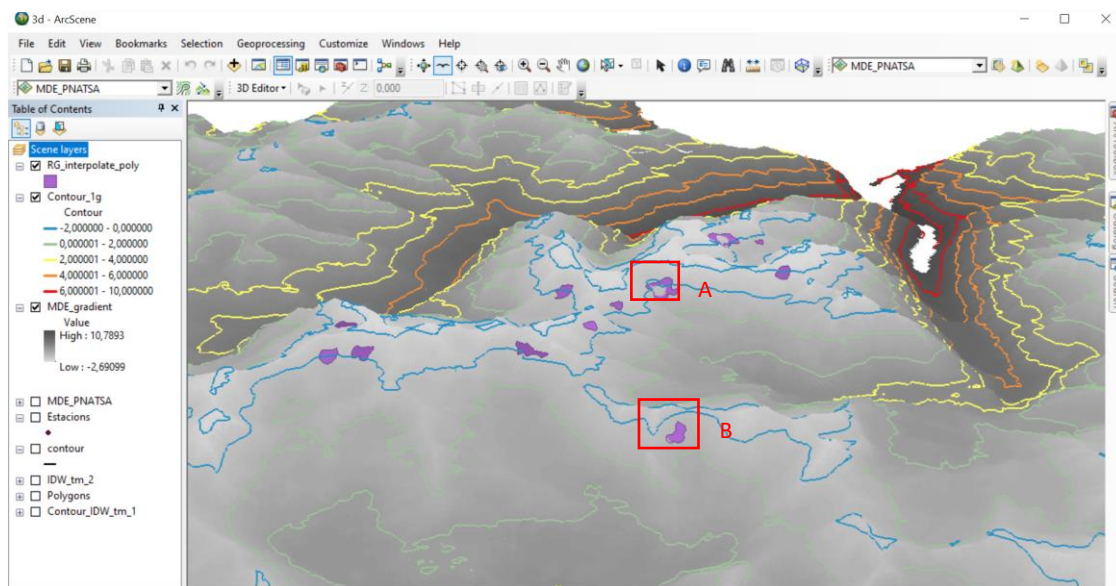 3d - ArcScene
File Edit View Bookmarks Selection Geoprocessing Customize Windows Help
MDE_PNATSA
MDE_PNATSA
3D Editor
Z: 0,000
Table of Contents
Scene layers
RG_interpolate_poly
Contour_1g
Contour
-2,000000 - 0,000000
0,000001 - 2,000000
2,000001 - 4,000000
4,000001 - 6,000000
6,000001 - 10,000000
MDE_gradient
Value
High : 10,7893
Low : -2,69099
MDE_PNATSA
Estacions
contour
IDW_tm_2
Polygons
Contour_IDW_tm_1
A
B